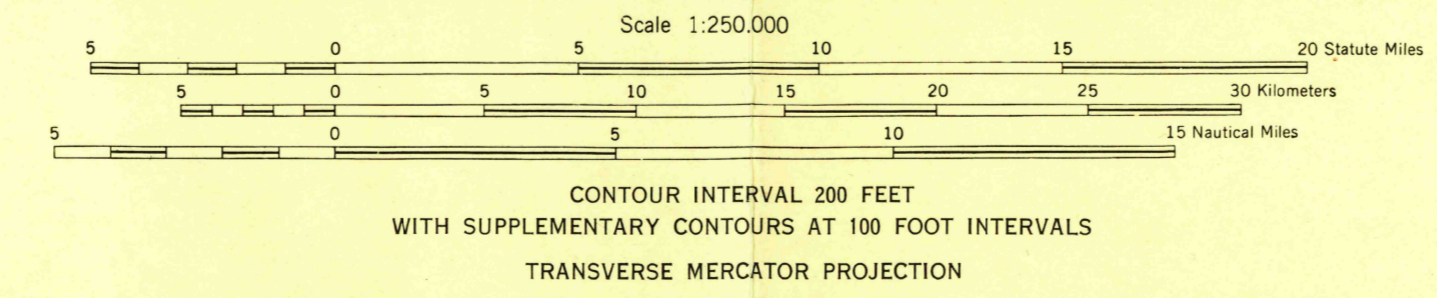 Scale 1:250.000
5 0 5 10 15 20 Statute Miles
5 0 5 10 15 20 25 30 Kilometers
5 0 5 10 15 Nautical Miles
CONTOUR INTERVAL 200 FEET
WITH SUPPLEMENTARY CONTOURS AT 100 FOOT INTERVALS
TRANSVERSE MERCATOR PROJECTION